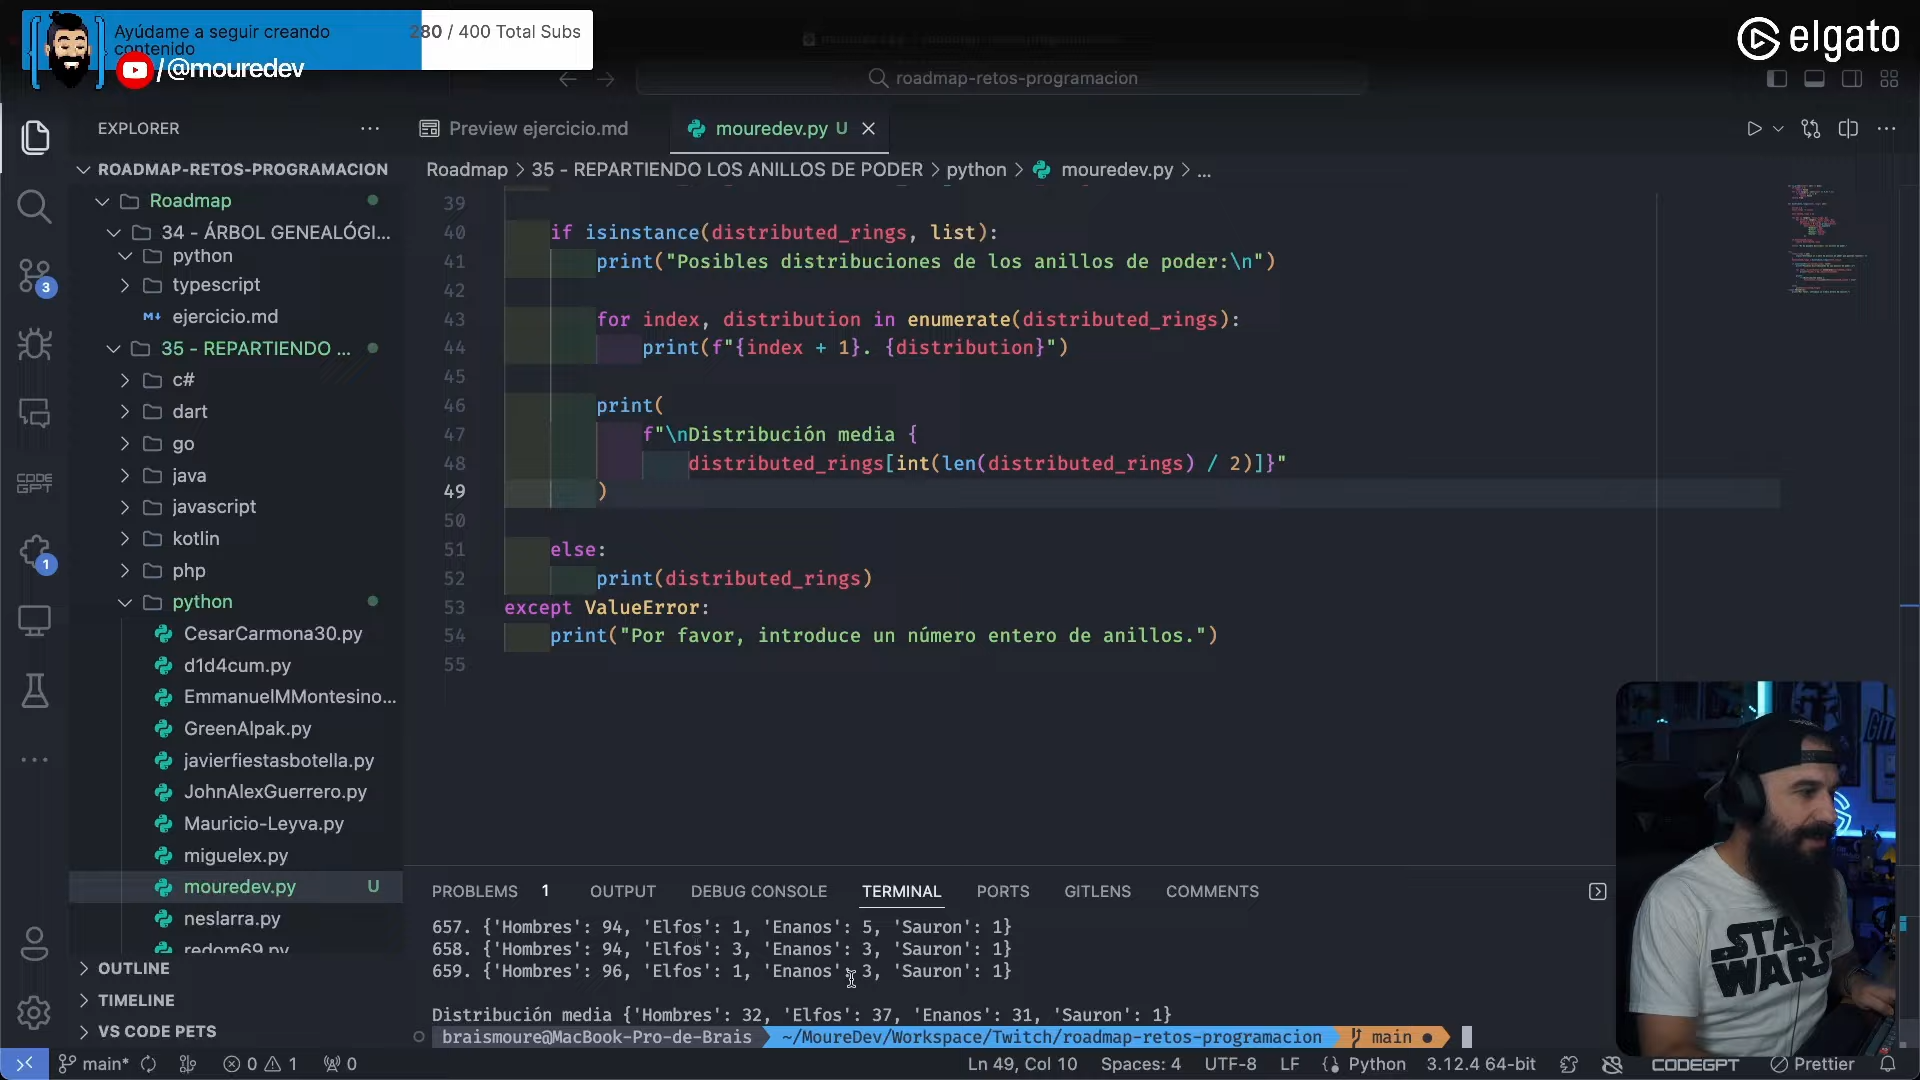 Ayúdame a seguir creando contenido
280 / 400 Total Subs
/@mouredev
elgato
roadmap-retos-programacion
EXPLORER
Preview ejercicio.md
mouredev.py U
ROADMAP-RETOS-PROGRAMACION
Roadmap > 35 - REPARTIENDO LOS ANILLOS DE PODER > python > mouredev.py > ...
Roadmap
34 - ÁRBOL GENEALÓGI...
python
typescript
ejercicio.md
35 - REPARTIENDO ...
c#
dart
go
java
javascript
kotlin
php
python
CesarCarmona30.py
d1d4cum.py
EmmanuelMMontesino...
GreenAlpak.py
javierfiestasbotella.py
JohnAlexGuerrero.py
Mauricio-Leyva.py
miguelex.py
mouredev.py U
neslarra.py
redom69.py
OUTLINE
TIMELINE
VS CODE PETS
3
CODE GPT
1
39
40 if isinstance(distributed_rings, list):
41 print("Posibles distribuciones de los anillos de poder:\n")
42
43 for index, distribution in enumerate(distributed_rings):
44 print(f"{index + 1}. {distribution}")
45
46 print(
47 f"\nDistribución media {
48 distributed_rings[int(len(distributed_rings) / 2)]}"
49 )
50
51 else:
52 print(distributed_rings)
53 except ValueError:
54 print("Por favor, introduce un número entero de anillos.")
55
PROBLEMS 1 OUTPUT DEBUG CONSOLE TERMINAL PORTS GITLENS COMMENTS
657. {'Hombres': 94, 'Elfos': 1, 'Enanos': 5, 'Sauron': 1}
658. {'Hombres': 94, 'Elfos': 3, 'Enanos': 3, 'Sauron': 1}
659. {'Hombres': 96, 'Elfos': 1, 'Enanos': 3, 'Sauron': 1}
Distribución media {'Hombres': 32, 'Elfos': 37, 'Enanos': 31, 'Sauron': 1}
braismoure@MacBook-Pro-de-Brais ~/MoureDev/Workspace/Twitch/roadmap-retos-programacion main
STAR WARS
main* 0 1 0 Ln 49, Col 10 Spaces: 4 UTF-8 LF Python 3.12.4 64-bit CODEGPT Prettier